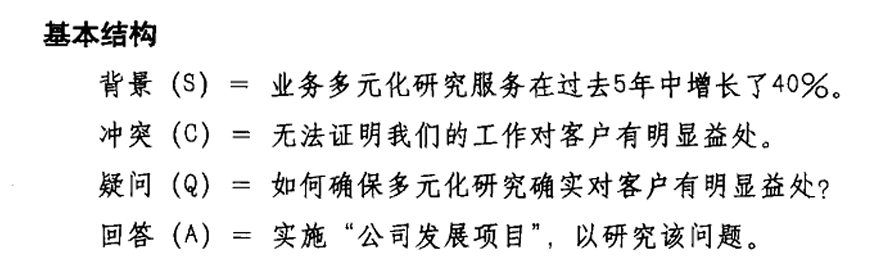 基本结构
背景（S）＝ 业务多元化研究服务在过去5年中增长了40%。
冲突（C）＝ 无法证明我们的工作对客户有明显益处。
疑问（Q）＝ 如何确保多元化研究确实对客户有明显益处？
回答（A）＝ 实施“公司发展项目”，以研究该问题。